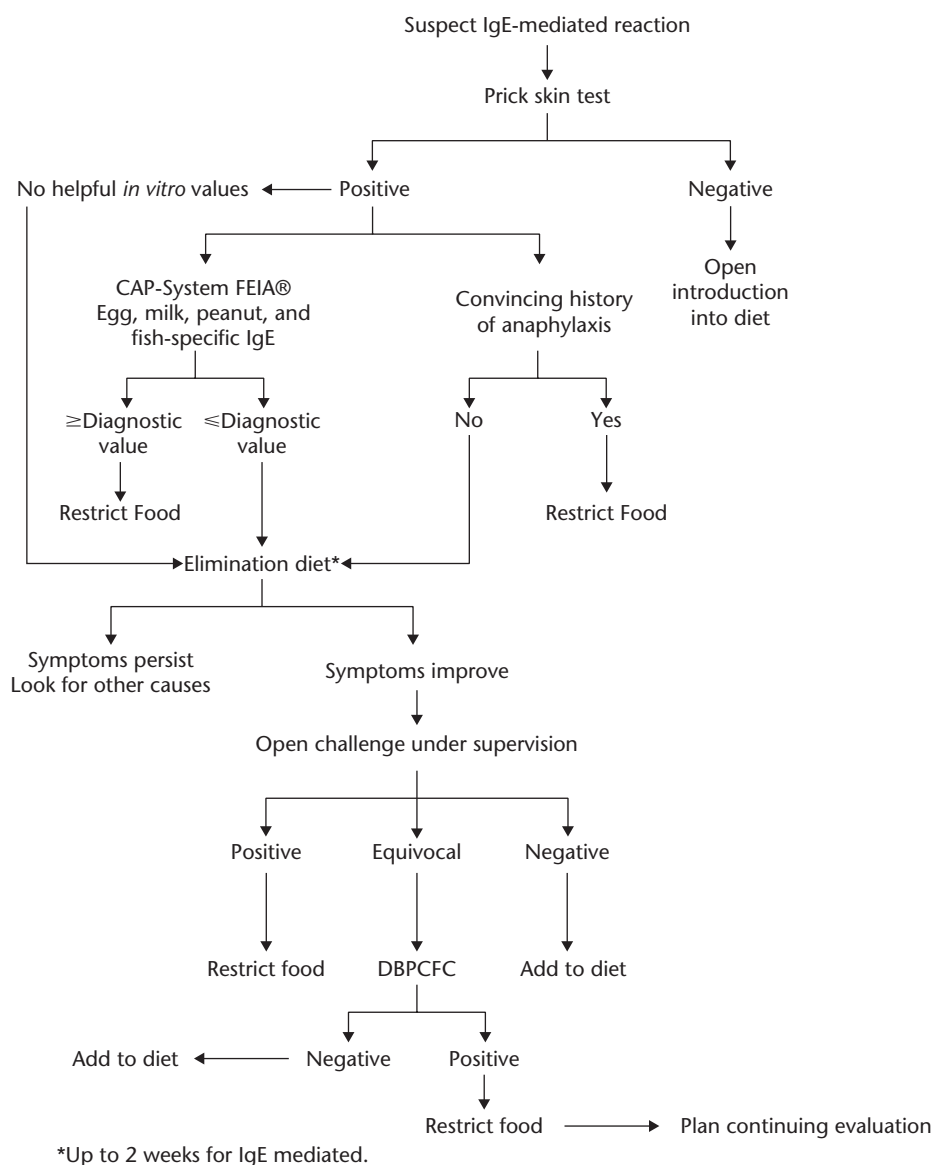 Suspect IgE-mediated reaction
Prick skin test
No helpful in vitro values
Positive
Negative
CAP-System FEIA®
Egg, milk, peanut, and
fish-specific IgE
Convincing history
of anaphylaxis
Open
introduction
into diet
≥Diagnostic
value
≤Diagnostic
value
No
Yes
Restrict Food
Restrict Food
Elimination diet*
Symptoms persist
Look for other causes
Symptoms improve
Open challenge under supervision
Positive
Equivocal
Negative
Restrict food
DBPCFC
Add to diet
Add to diet
Negative
Positive
Restrict food
Plan continuing evaluation
*Up to 2 weeks for IgE mediated.